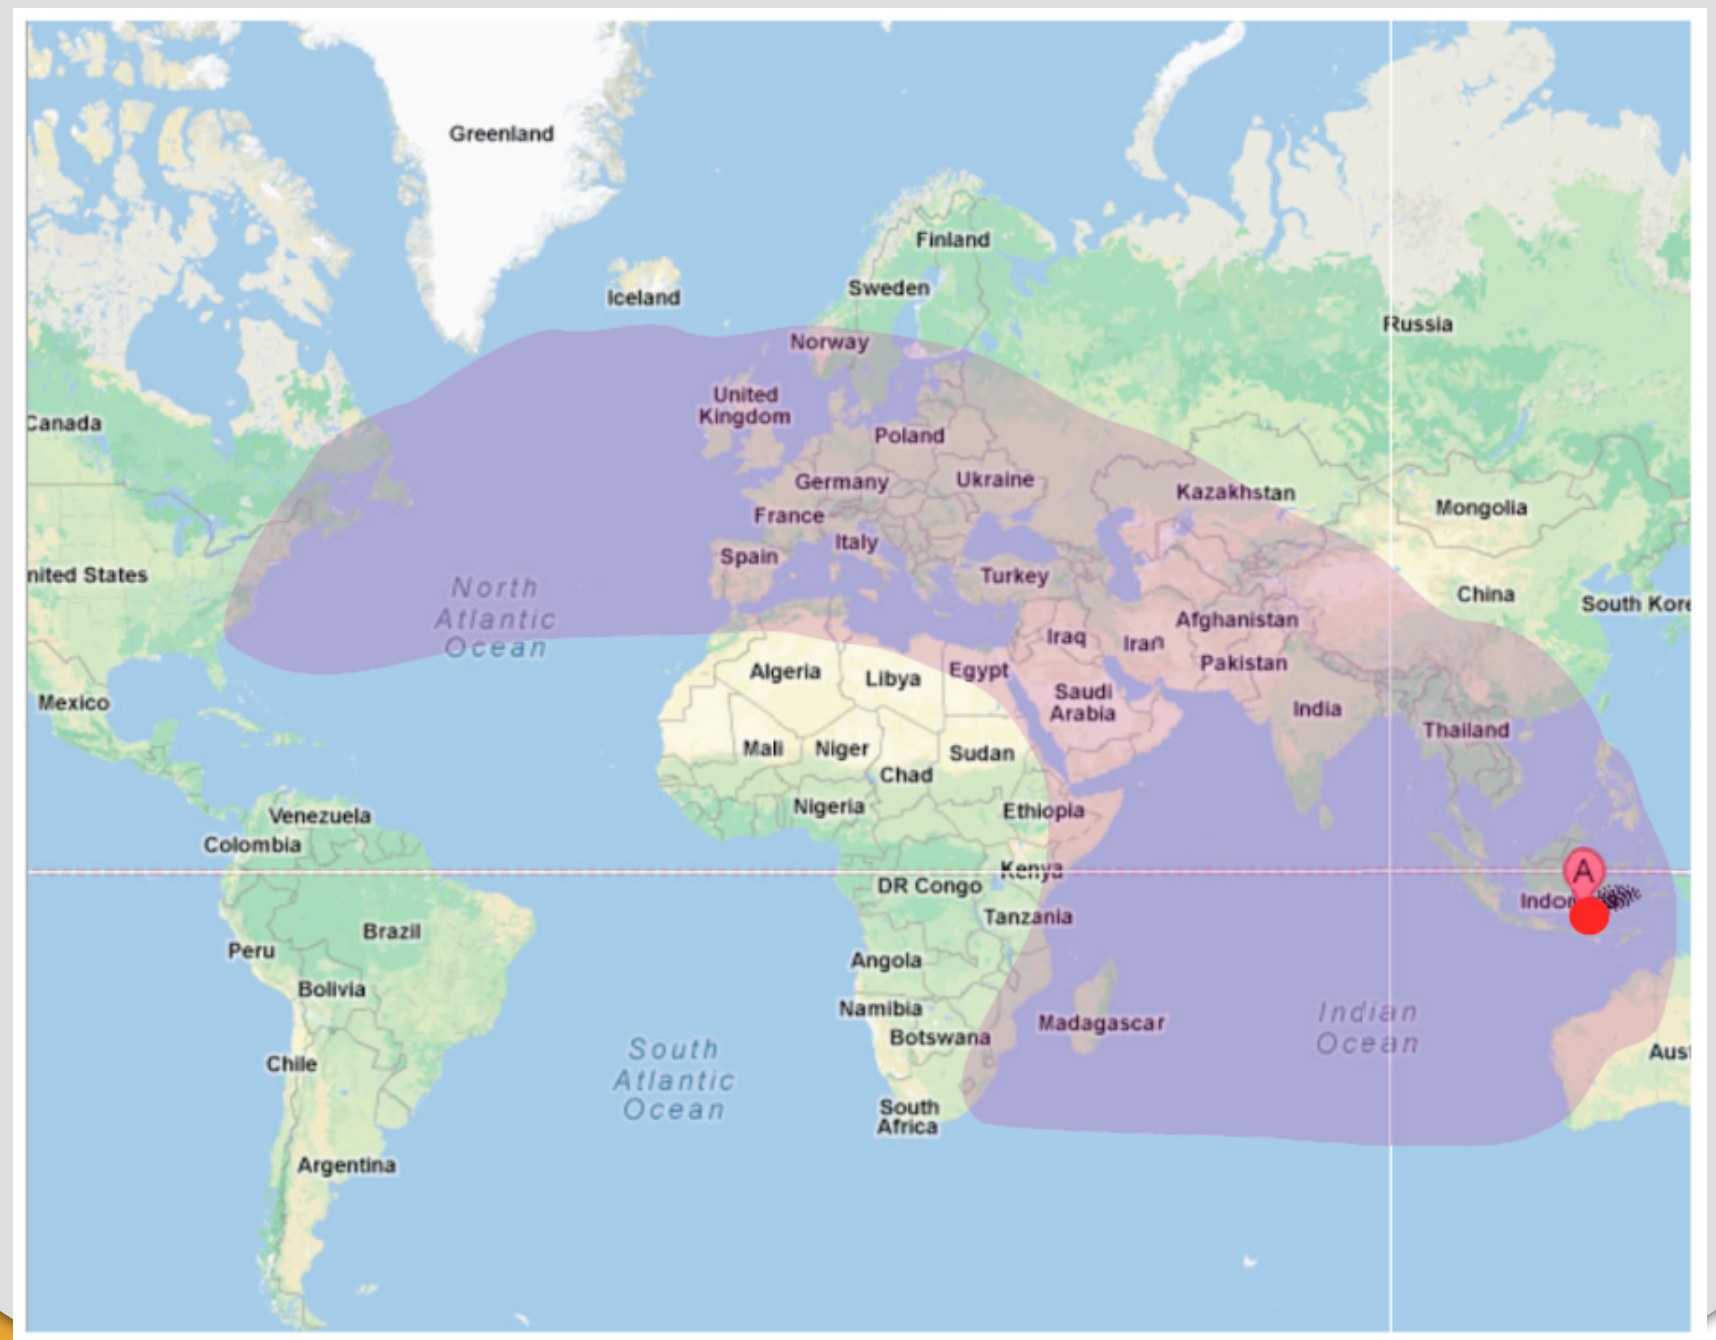 Greenland
Finland
Iceland
Sweden
Russia
Norway
United
Kingdom
Canada
Poland
Germany
Ukraine
Kazakhstan
Mongolia
France
Italy
Spain
Turkey
nited States
North
Atlantic
Ocean
China
South Kore
Afghanistan
Iraq
Iran
Pakistan
Algeria
Libya
Egypt
Saudi
Arabia
India
Mexico
Thailand
Mali
Niger
Sudan
Chad
Nigeria
Ethiopia
Venezuela
Colombia
Kenya
A
DR Congo
Indon
Tanzania
Brazil
Peru
Angola
Bolivia
Namibia
Madagascar
Indian
Ocean
Botswana
South
Atlantic
Ocean
Aust
Chile
South
Africa
Argentina